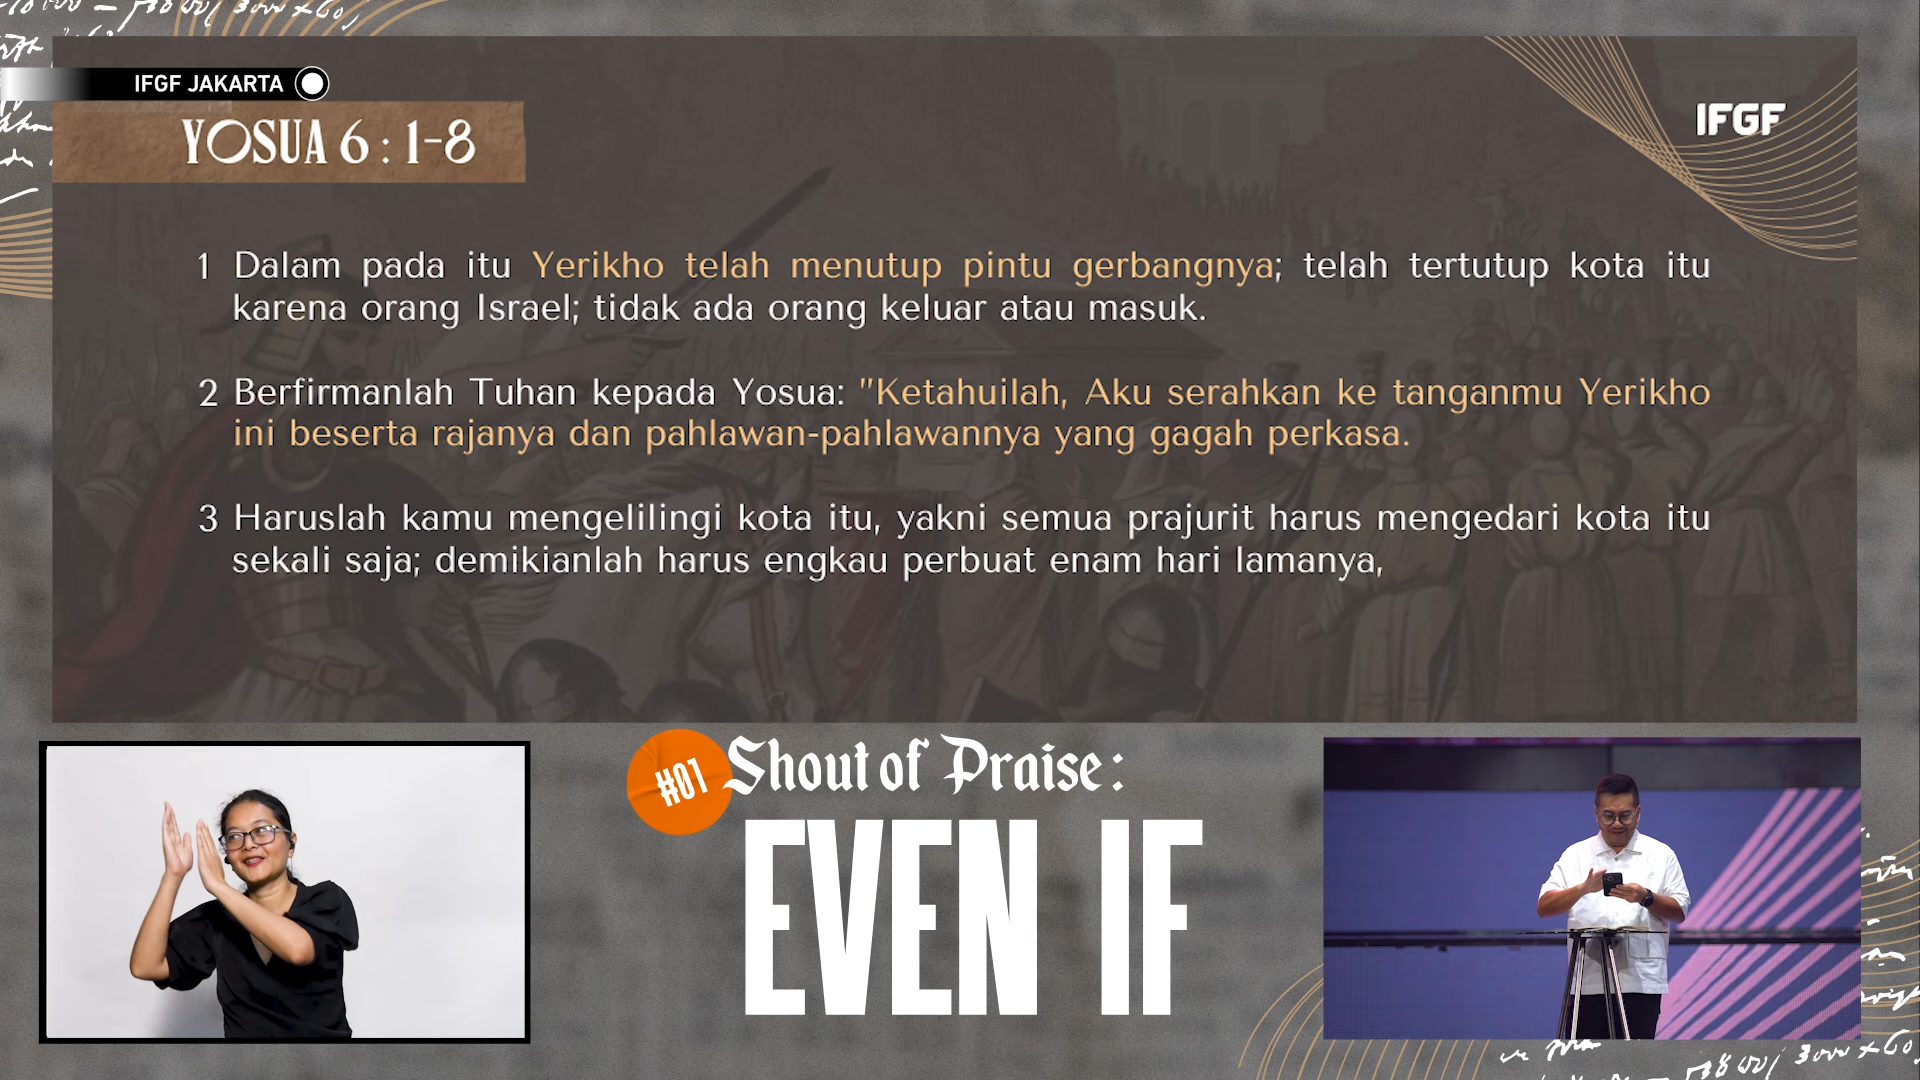 IFGF JAKARTA
YOSUA 6 : 1-8
IFGF
1 Dalam pada itu Yerikho telah menutup pintu gerbangnya; telah tertutup kota itu
karena orang Israel; tidak ada orang keluar atau masuk.
2 Berfirmanlah Tuhan kepada Yosua: "Ketahuilah, Aku serahkan ke tanganmu Yerikho
ini beserta rajanya dan pahlawan-pahlawannya yang gagah perkasa.
3 Haruslah kamu mengelilingi kota itu, yakni semua prajurit harus mengedari kota itu
sekali saja; demikianlah harus engkau perbuat enam hari lamanya,
#01 Shout of Praise:
EVEN IF